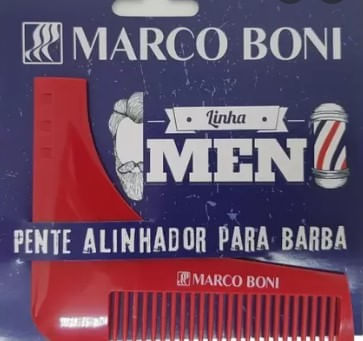 MARCO BONI
Linha
MEN
PENTE ALINHADOR PARA BARBA
MARCO BONI